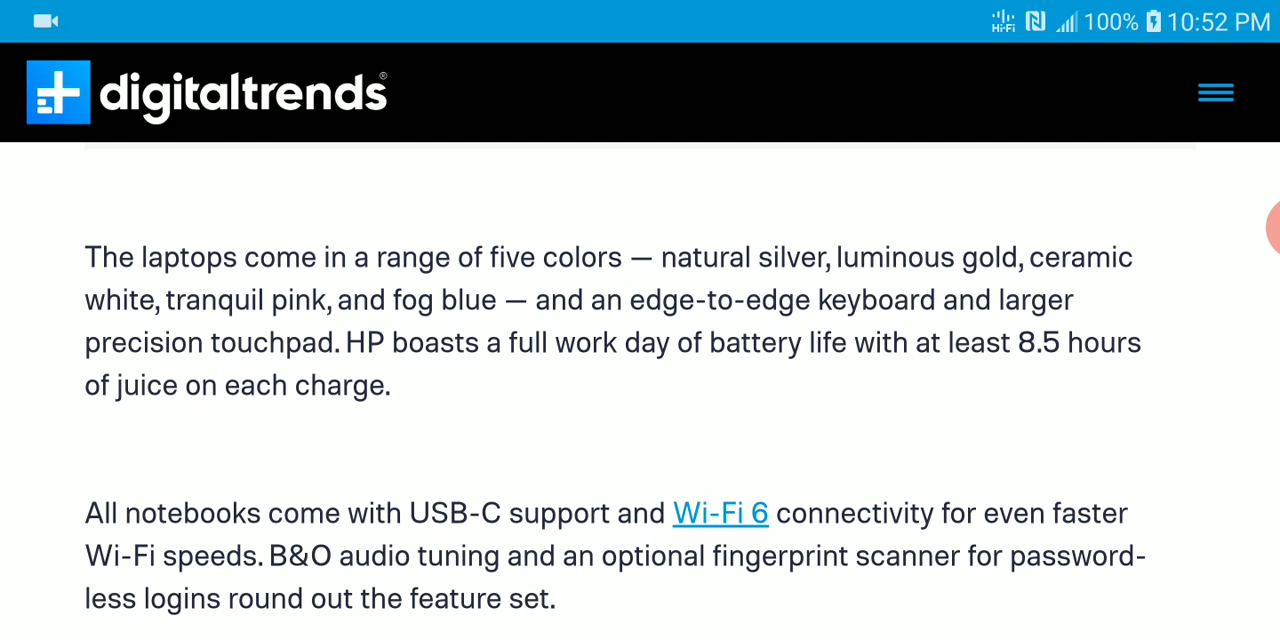 Hi-Fi 100% 10:52 PM
digitaltrends®
The laptops come in a range of five colors — natural silver, luminous gold, ceramic
white, tranquil pink, and fog blue — and an edge-to-edge keyboard and larger
precision touchpad. HP boasts a full work day of battery life with at least 8.5 hours
of juice on each charge.
All notebooks come with USB-C support and Wi-Fi 6 connectivity for even faster
Wi-Fi speeds. B&O audio tuning and an optional fingerprint scanner for password-
less logins round out the feature set.